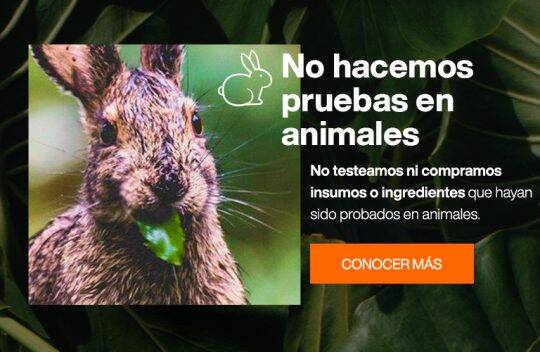 No hacemos
pruebas en
animales
No testeamos ni compramos
insumos o ingredientes que hayan
sido probados en animales.
CONOCER MÁS